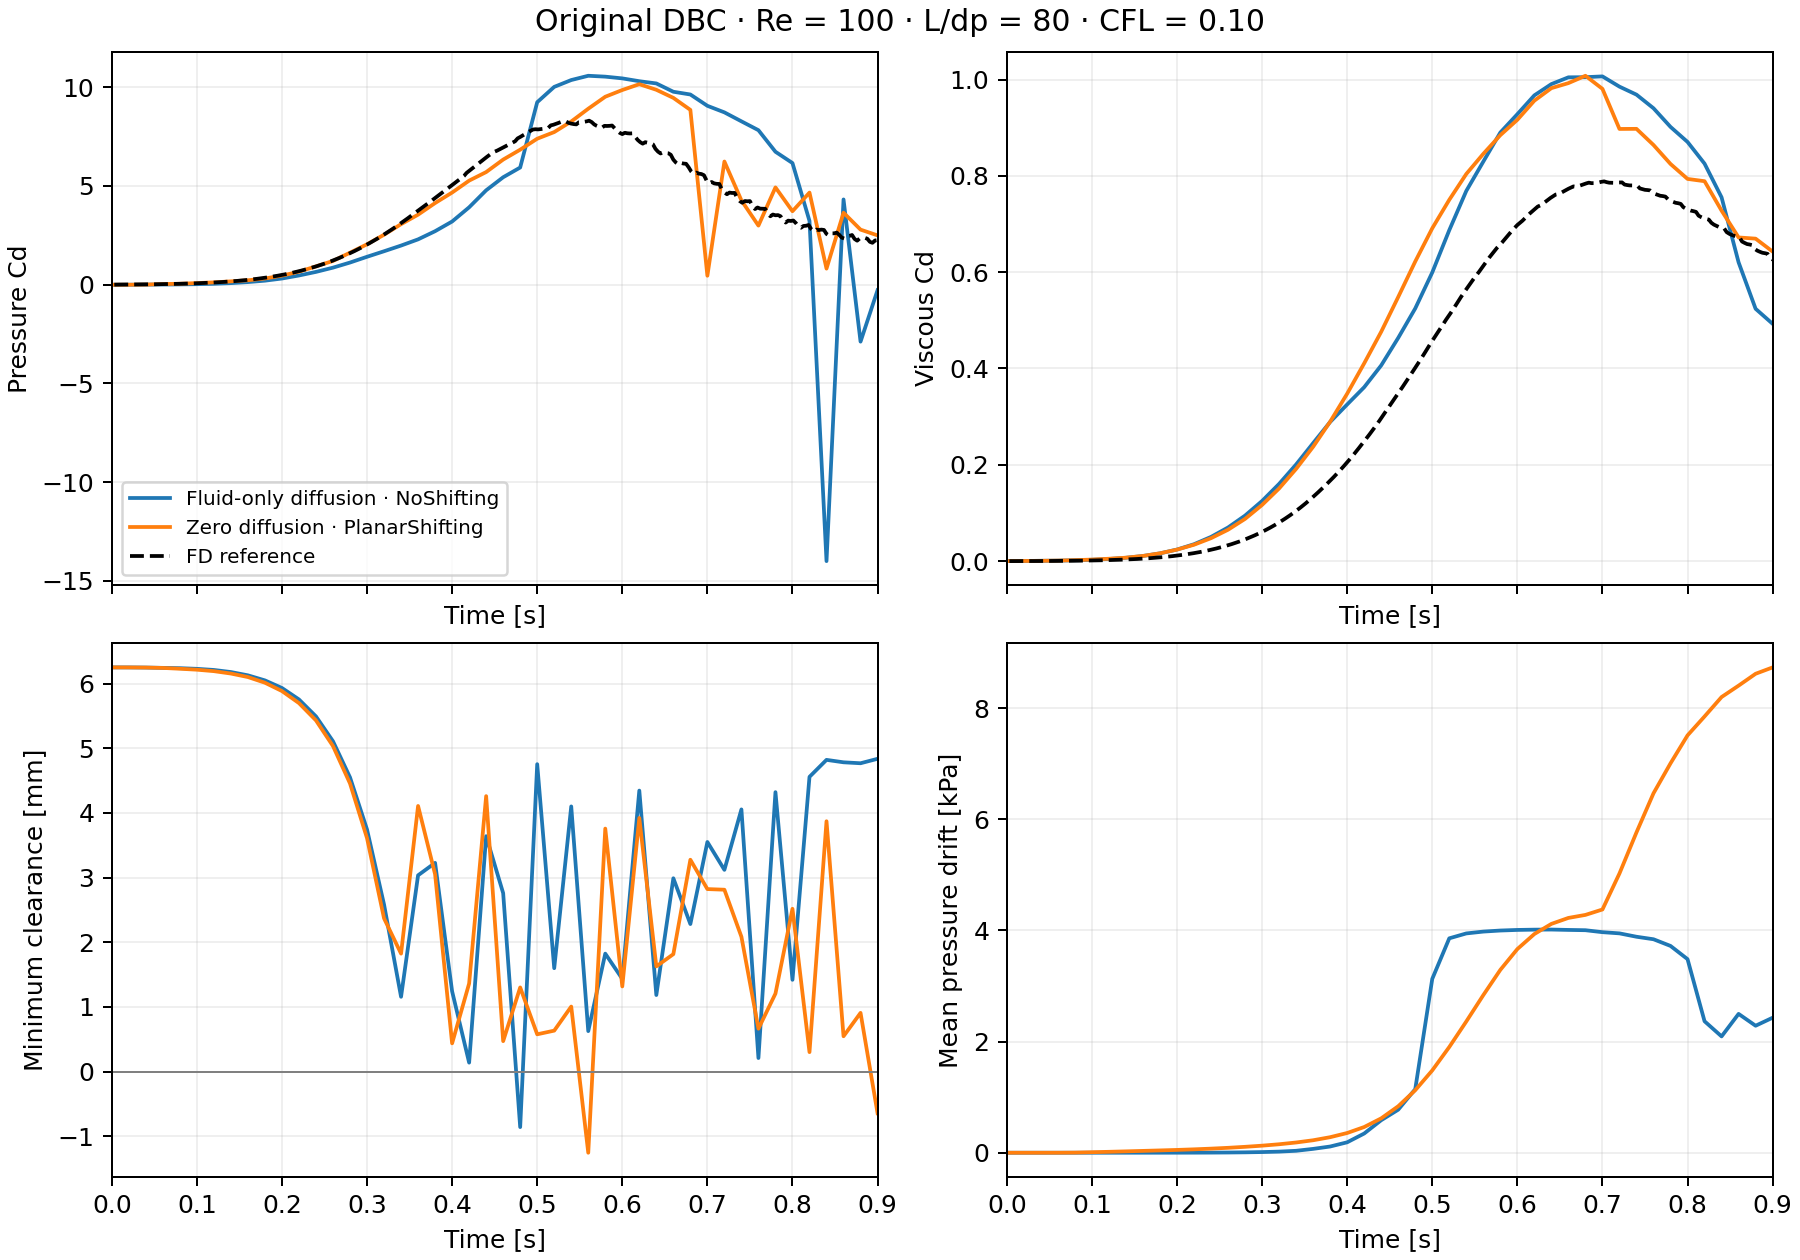 Original DBC · Re = 100 · L/dp = 80 · CFL = 0.10
Pressure Cd
10
5
0
−5
−10
−15
Fluid-only diffusion · NoShifting
Zero diffusion · PlanarShifting
FD reference
Time [s]
Viscous Cd
1.0
0.8
0.6
0.4
0.2
0.0
Time [s]
Minimum clearance [mm]
6
5
4
3
2
1
0
−1
0.0 0.1 0.2 0.3 0.4 0.5 0.6 0.7 0.8 0.9
Time [s]
Mean pressure drift [kPa]
8
6
4
2
0
0.0 0.1 0.2 0.3 0.4 0.5 0.6 0.7 0.8 0.9
Time [s]